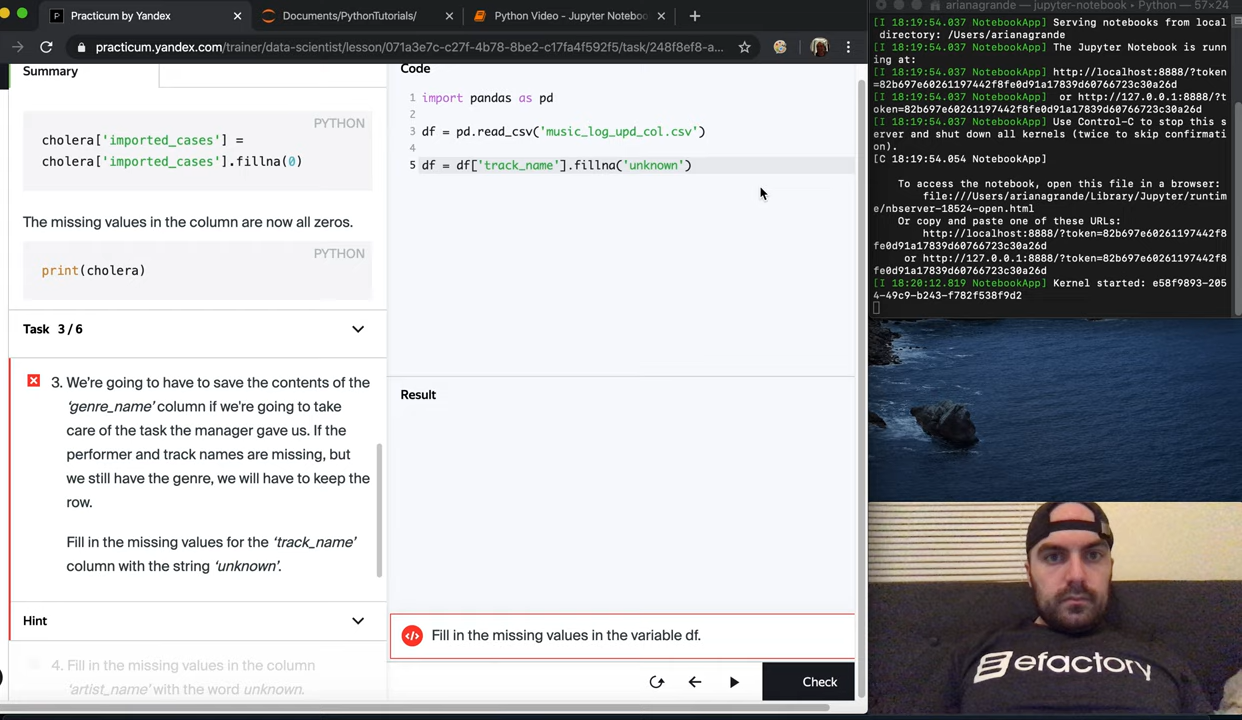 Practicum by Yandex
Documents/PythonTutorials/
Python Video - Jupyter Noteboo
practicum.yandex.com/trainer/data-scientist/lesson/071a3e7c-c27f-4b78-8be2-c17fa4f592f5/task/248f8ef8-a...
Summary
PYTHON
cholera['imported_cases'] =
cholera['imported_cases'].fillna(0)
The missing values in the column are now all zeros.
PYTHON
print(cholera)
Task 3 / 6
3. We're going to have to save the contents of the
'genre_name' column if we're going to take
care of the task the manager gave us. If the
performer and track names are missing, but
we still have the genre, we will have to keep the
row.
Fill in the missing values for the 'track_name'
column with the string 'unknown'.
Hint
4. Fill in the missing values in the column
'artist_name' with the word unknown.
Code
1 import pandas as pd
2
3 df = pd.read_csv('music_log_upd_col.csv')
4
5 df = df['track_name'].fillna('unknown')
Result
Fill in the missing values in the variable df.
Check
arianagrande — jupyter-notebook • Python — 57×24
[I 18:19:54.037 NotebookApp] Serving notebooks from local
directory: /Users/arianagrande
[I 18:19:54.037 NotebookApp] The Jupyter Notebook is runn
ing at:
[I 18:19:54.037 NotebookApp] http://localhost:8888/?token
=82b697e60261197442f8fe0d91a17839d60766723c30a26d
[I 18:19:54.037 NotebookApp]  or http://127.0.0.1:8888/?t
oken=82b697e60261197442f8fe0d91a17839d60766723c30a26d
[I 18:19:54.037 NotebookApp] Use Control-C to stop this s
erver and shut down all kernels (twice to skip confirmati
on).
[C 18:19:54.054 NotebookApp]
To access the notebook, open this file in a browser:
file:///Users/arianagrande/Library/Jupyter/runtim
e/nbserver-18524-open.html
Or copy and paste one of these URLs:
http://localhost:8888/?token=82b697e60261197442f8
fe0d91a17839d60766723c30a26d
or http://127.0.0.1:8888/?token=82b697e6026119744
2f8fe0d91a17839d60766723c30a26d
[I 18:20:12.819 NotebookApp] Kernel started: e58f9893-205
4-49c9-b243-f782f538f9d2
efactory